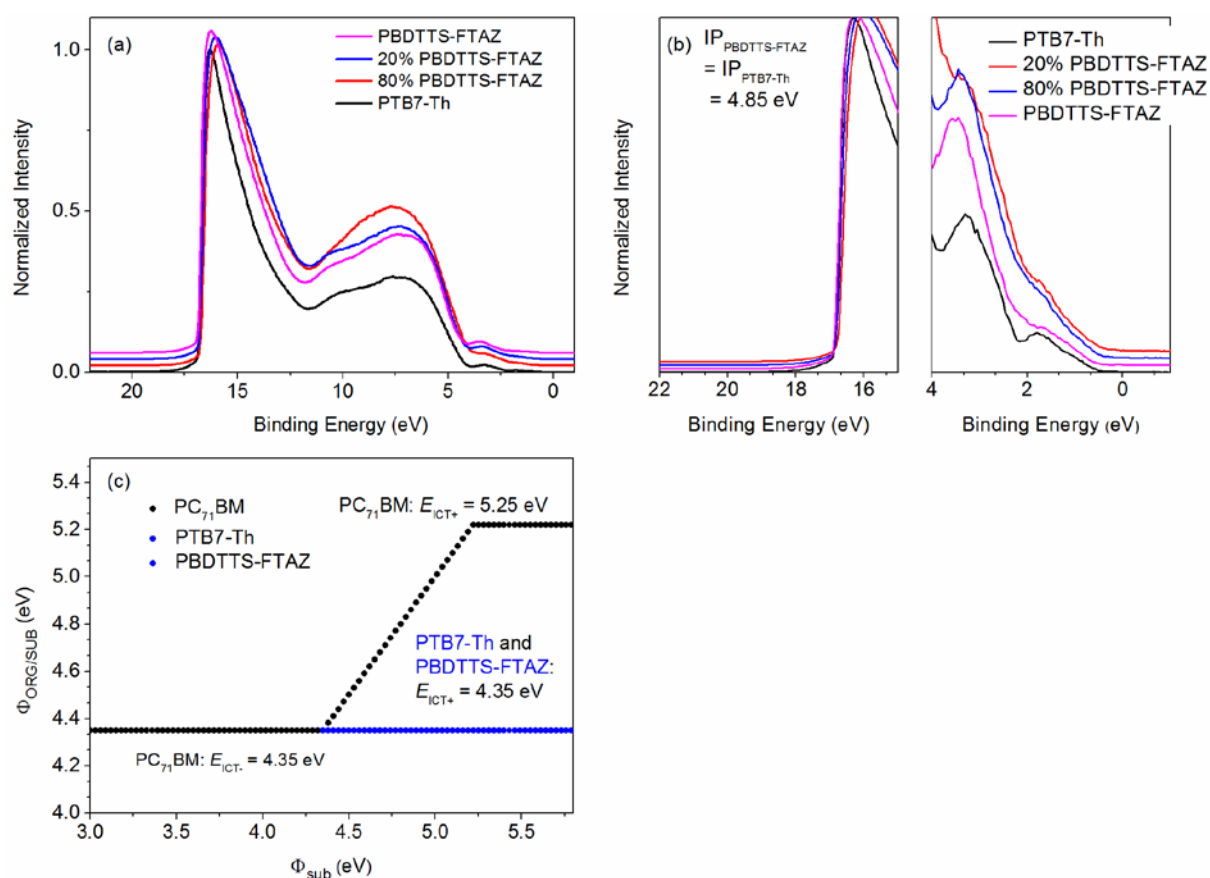 (a)
PBDTTS-FTAZ
20% PBDTTS-FTAZ
80% PBDTTS-FTAZ
PTB7-Th
Normalized Intensity
1.0
0.5
0.0
20 15 10 5 0
Binding Energy (eV)
(b)
IP PBDTTS-FTAZ
= IP PTB7-Th
= 4.85 eV
Normalized Intensity
22 20 18 16
Binding Energy (eV)
PTB7-Th
20% PBDTTS-FTAZ
80% PBDTTS-FTAZ
PBDTTS-FTAZ
4 2 0
Binding Energy (eV)
(c)
PC71BM
PTB7-Th
PBDTTS-FTAZ
PC71BM: EICT+ = 5.25 eV
PTB7-Th and
PBDTTS-FTAZ:
EICT+ = 4.35 eV
PC71BM: EICT- = 4.35 eV
ΦORG/SUB (eV)
5.4
5.2
5.0
4.8
4.6
4.4
4.2
4.0
3.0 3.5 4.0 4.5 5.0 5.5
Φsub (eV)